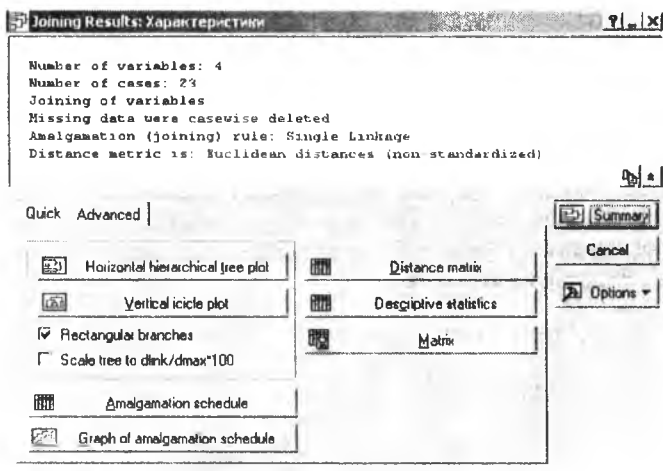 Joining Results: Характеристики
Number of variables: 4
Number of cases: 23
Joining of variables
Missing data were casewise deleted
Amalgamation (joining) rule: Single Linkage
Distance metric is: Euclidean distances (non-standardized)
Quick Advanced
Summary
Cancel
Options
Horizontal hierarchical tree plot
Distance matrix
Vertical icicle plot
Descriptive statistics
Rectangular branches
Matrix
Scale tree to dlink/dmax*100
Amalgamation schedule
Graph of amalgamation schedule